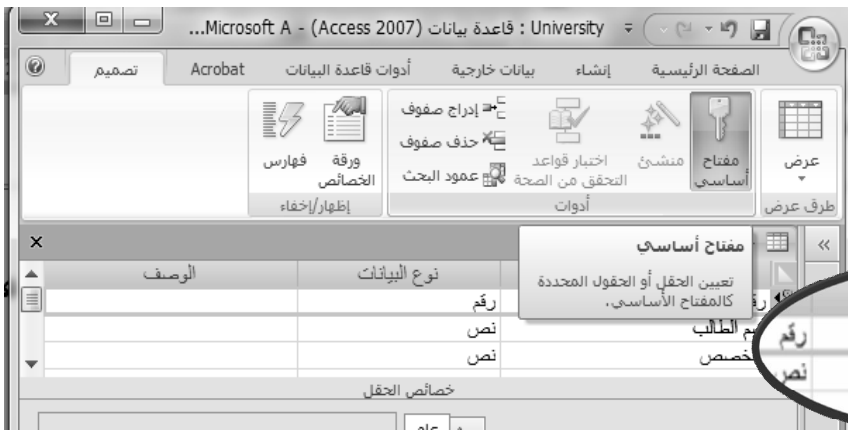 University : قاعدة بيانات (Access 2007) - Microsoft A...
الصفحة الرئيسية إنشاء بيانات خارجية أدوات قاعدة البيانات Acrobat تصميم
عرض
طرق عرض
مفتاح أساسي
منشئ
اختبار قواعد التحقق من الصحة
إدراج صفوف
حذف صفوف
عمود البحث
أدوات
ورقة الخصائص
فهارس
إظهار/إخفاء
مفتاح أساسي
تعيين الحقل أو الحقول المحددة
كالمفتاح الأساسي.
نوع البيانات الوصف
رقم
الطالب نص
نص
رقم
نص
خصائص الحقل
عام